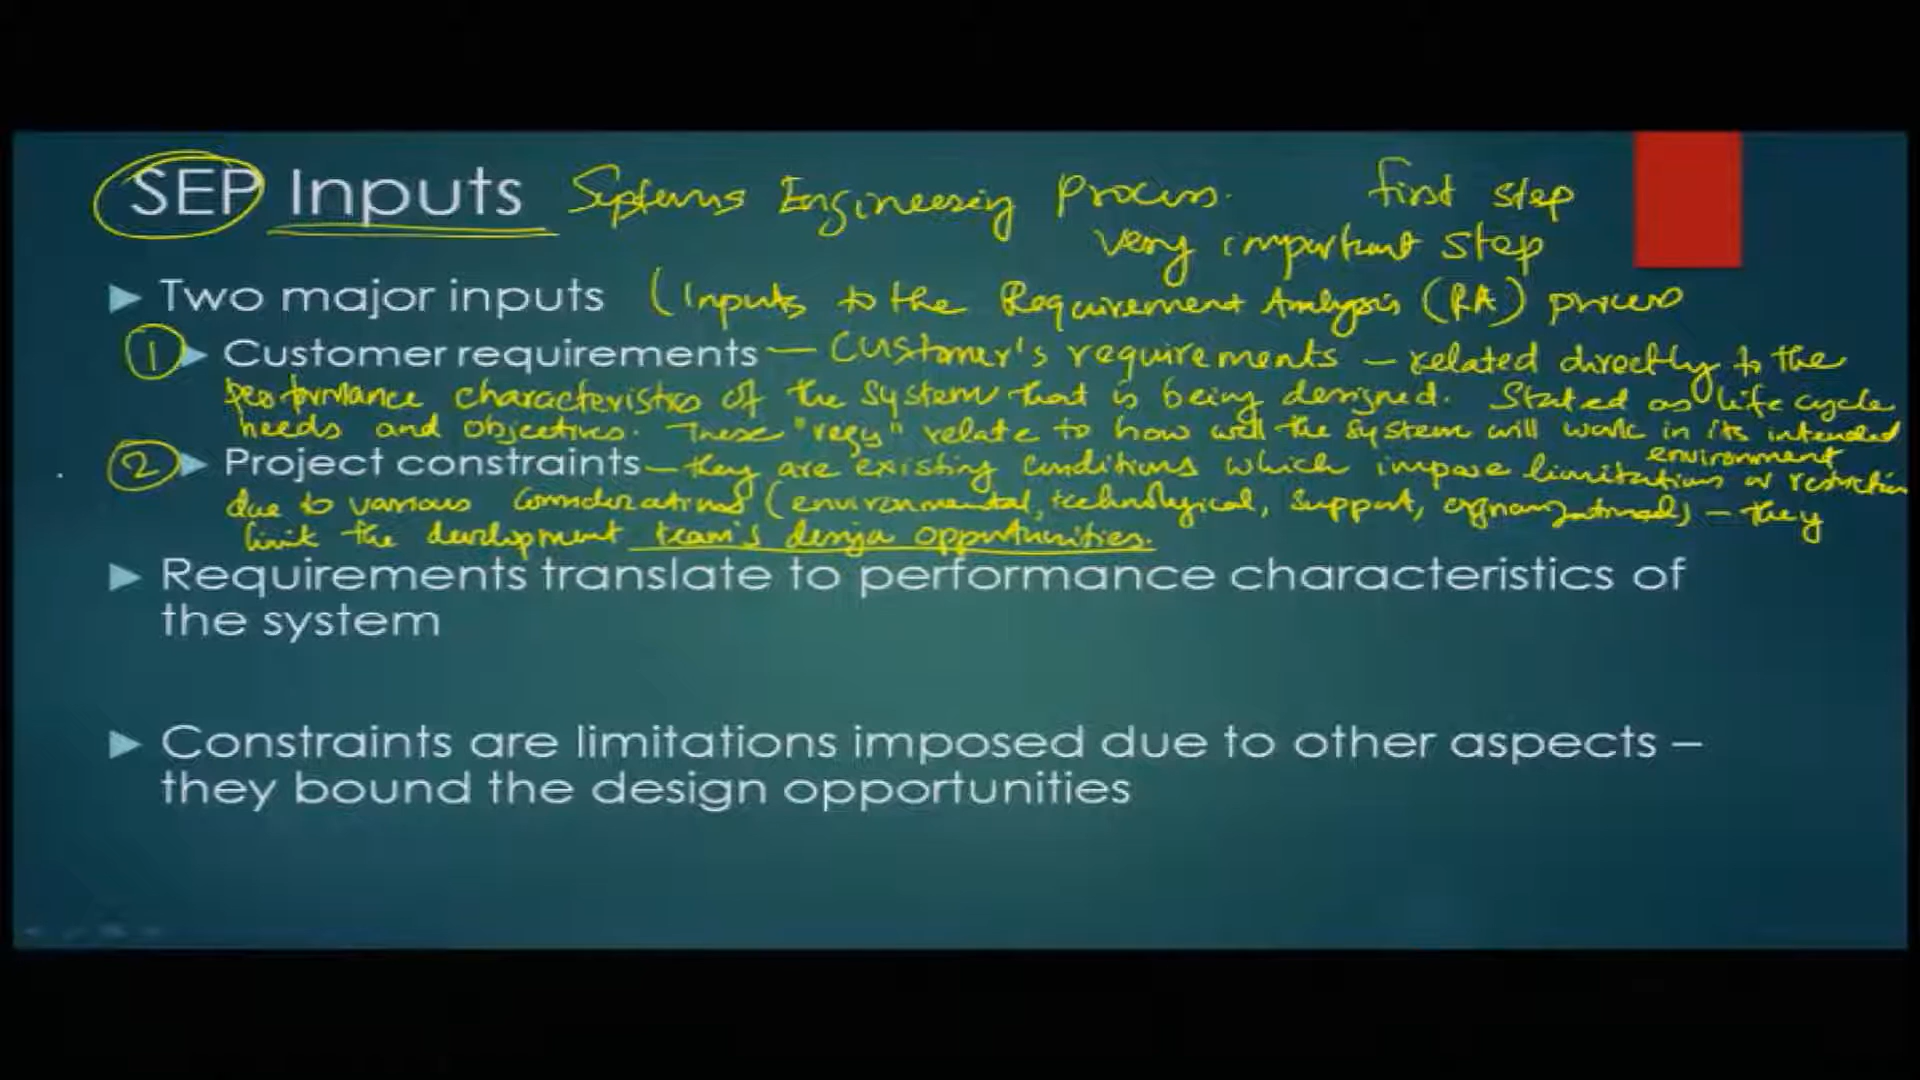 SEP Inputs Systems Engineering Process. first step
very important step
Two major inputs (Inputs to the Requirement Analysis (RA) process
1 Customer requirements — Customer's requirements – related directly to the
performance characteristics of the system that is being designed. Stated as life cycle
needs and objectives. These "reqs" relate to how well the system will work in its intended
environment
2 Project constraints – they are existing conditions which impose limitations or restriction
due to various considerations (environmental, technological, support, organizational) – they
limit the development team's design opportunities.
Requirements translate to performance characteristics of
the system
Constraints are limitations imposed due to other aspects –
they bound the design opportunities